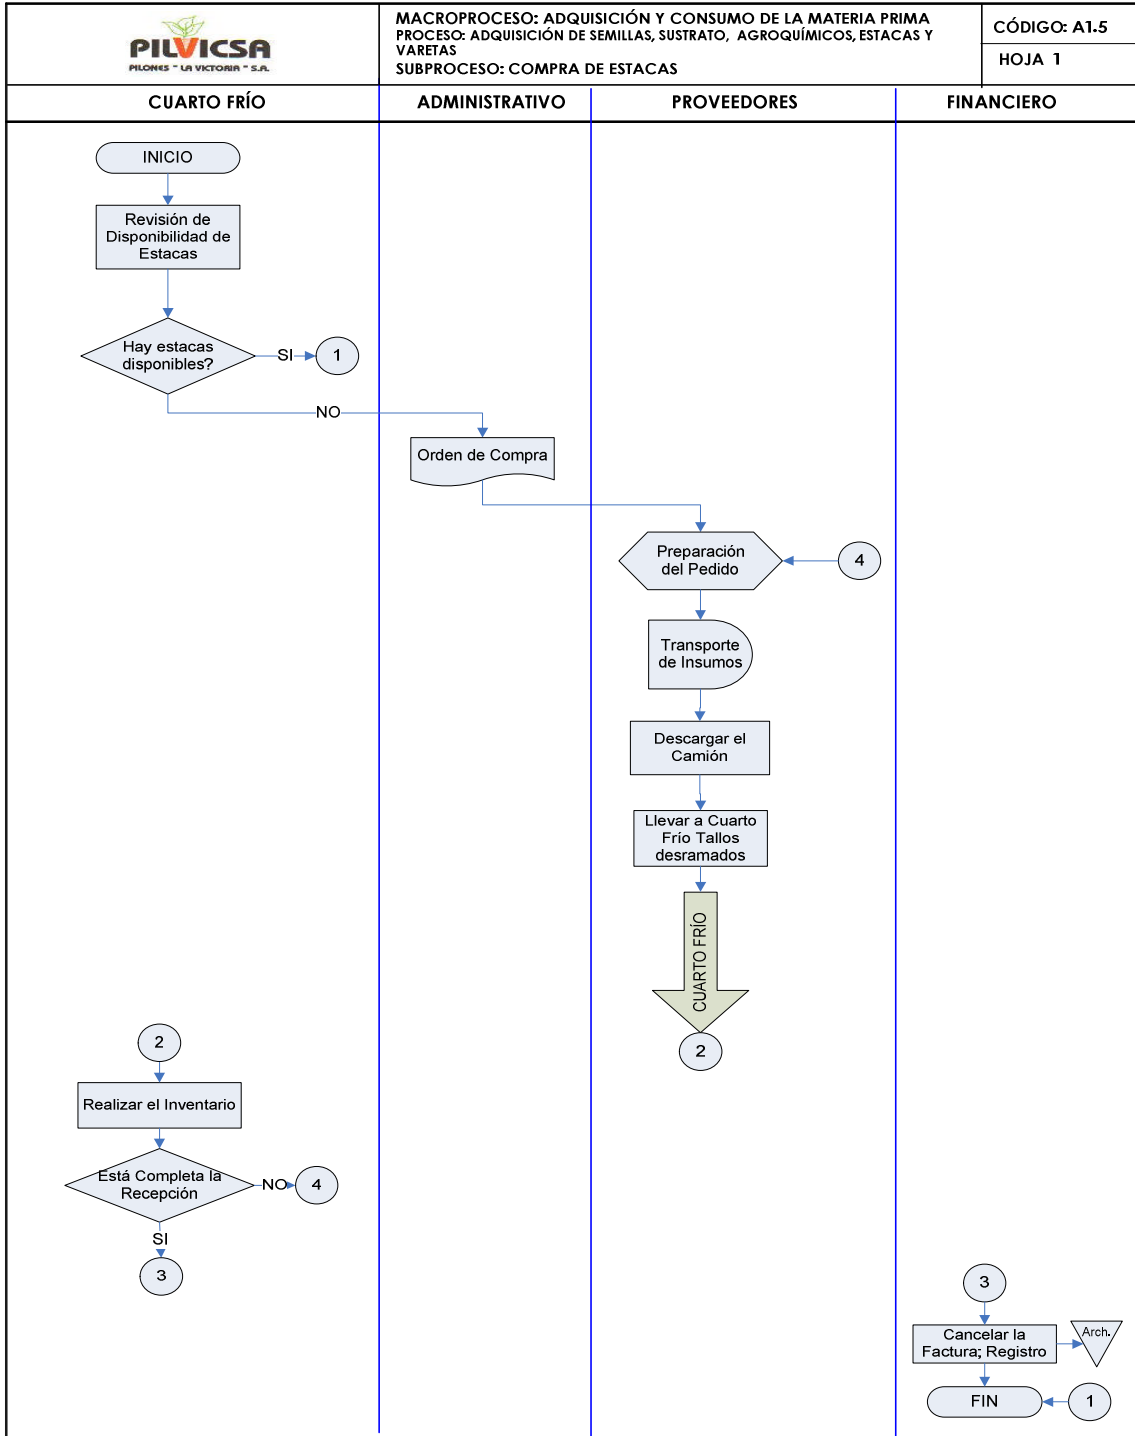 PILVICSA
PILONES " LA VICTORIA " S.A.
MACROPROCESO: ADQUISICIÓN Y CONSUMO DE LA MATERIA PRIMA
PROCESO: ADQUISICIÓN DE SEMILLAS, SUSTRATO, AGROQUÍMICOS, ESTACAS Y
VARETAS
SUBPROCESO: COMPRA DE ESTACAS
CÓDIGO: A1.5
HOJA 1
CUARTO FRÍO
ADMINISTRATIVO
PROVEEDORES
FINANCIERO
INICIO
Revisión de
Disponibilidad de
Estacas
Hay estacas
disponibles?
SI
1
NO
Orden de Compra
Preparación
del Pedido
4
Transporte
de Insumos
Descargar el
Camión
Llevar a Cuarto
Frío Tallos
desramados
CUARTO FRÍO
2
2
Realizar el Inventario
Está Completa la
Recepción
NO
4
SI
3
3
Cancelar la
Factura; Registro
Arch.
FIN
1